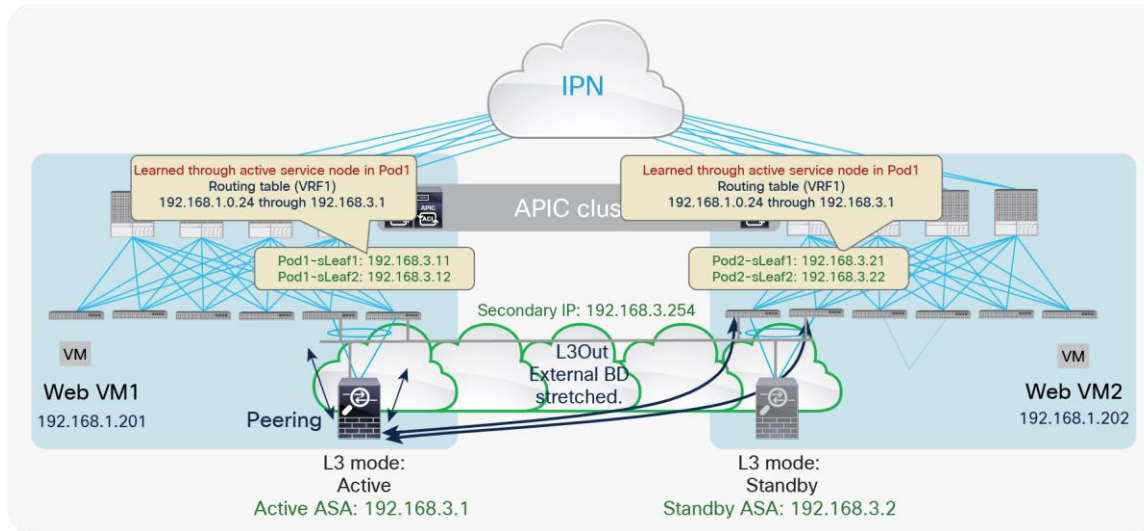 IPN
Learned through active service node in Pod1
Routing table (VRF1)
192.168.1.0.24 through 192.168.3.1
Learned through active service node in Pod1
Routing table (VRF1)
192.168.1.0.24 through 192.168.3.1
APIC
ACI
APIC clus
Pod1-sLeaf1: 192.168.3.11
Pod1-sLeaf2: 192.168.3.12
Pod2-sLeaf1: 192.168.3.21
Pod2-sLeaf2: 192.168.3.22
Secondary IP: 192.168.3.254
VM
Web VM1
192.168.1.201
L3Out
External BD
stretched.
Peering
VM
Web VM2
192.168.1.202
L3 mode:
Active
Active ASA: 192.168.3.1
L3 mode:
Standby
Standby ASA: 192.168.3.2